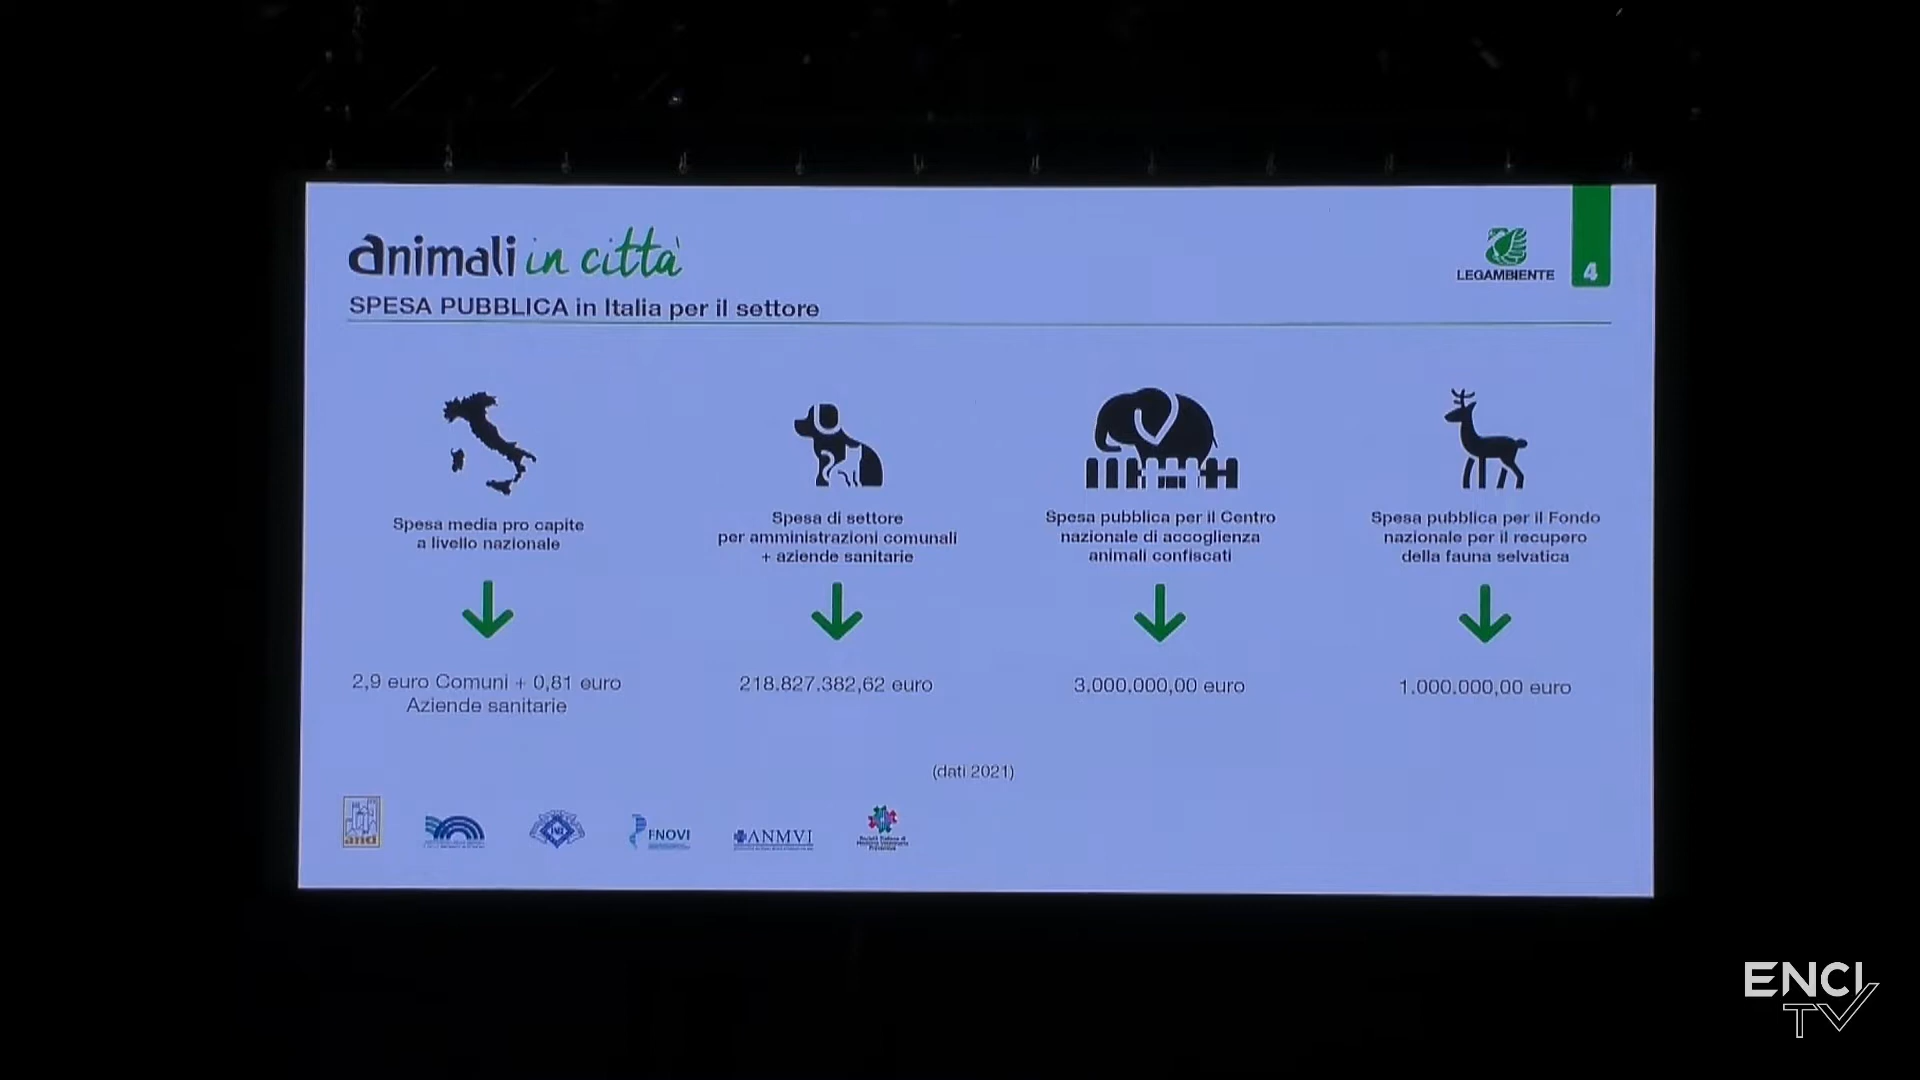 animali in città
LEGAMBIENTE
4
SPESA PUBBLICA in Italia per il settore
Spesa media pro capite
a livello nazionale
2,9 euro Comuni + 0,81 euro
Aziende sanitarie
Spesa di settore
per amministrazioni comunali
+ aziende sanitarie
218.827.382,62 euro
Spesa pubblica per il Centro
nazionale di accoglienza
animali confiscati
3.000.000,00 euro
Spesa pubblica per il Fondo
nazionale per il recupero
della fauna selvatica
1.000.000,00 euro
(dati 2021)
anci
FNOVI
ANMVI
ENCI
TV